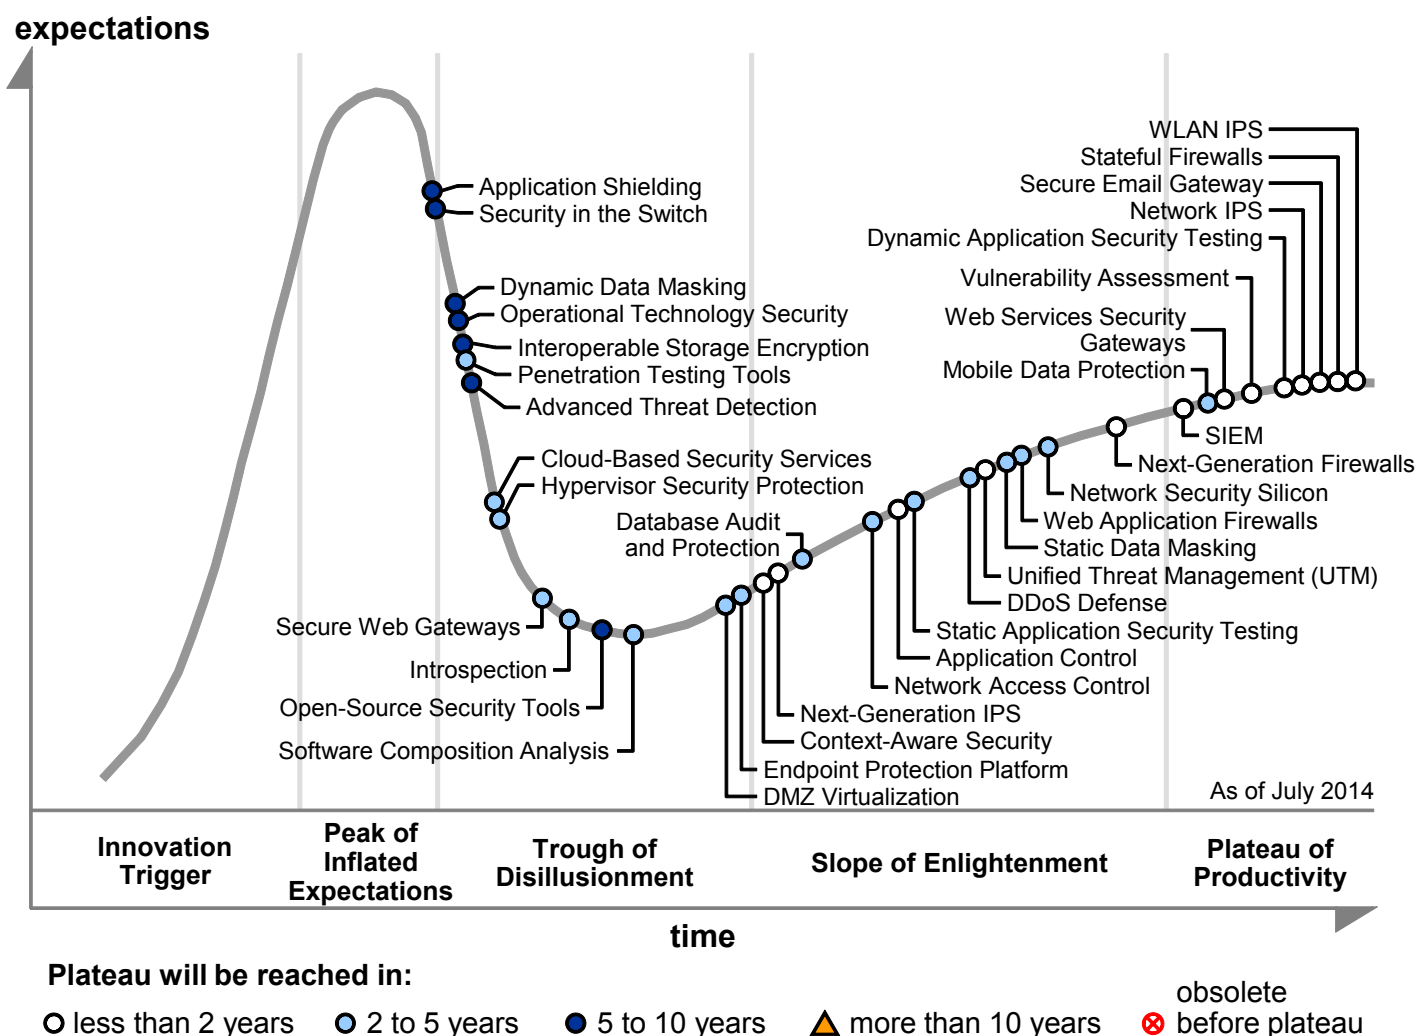 expectations
WLAN IPS
Stateful Firewalls
Secure Email Gateway
Network IPS
Dynamic Application Security Testing
Vulnerability Assessment
Web Services Security
Gateways
Mobile Data Protection
Application Shielding
Security in the Switch
Dynamic Data Masking
Operational Technology Security
Interoperable Storage Encryption
Penetration Testing Tools
Advanced Threat Detection
Cloud-Based Security Services
Hypervisor Security Protection
Database Audit
and Protection
SIEM
Next-Generation Firewalls
Network Security Silicon
Web Application Firewalls
Static Data Masking
Unified Threat Management (UTM)
DDoS Defense
Static Application Security Testing
Application Control
Network Access Control
Next-Generation IPS
Context-Aware Security
Endpoint Protection Platform
DMZ Virtualization
Secure Web Gateways
Introspection
Open-Source Security Tools
Software Composition Analysis
As of July 2014
Innovation
Trigger
Peak of
Inflated
Expectations
Trough of
Disillusionment
Slope of Enlightenment
Plateau of
Productivity
time
Plateau will be reached in:
less than 2 years
2 to 5 years
5 to 10 years
more than 10 years
obsolete
before plateau